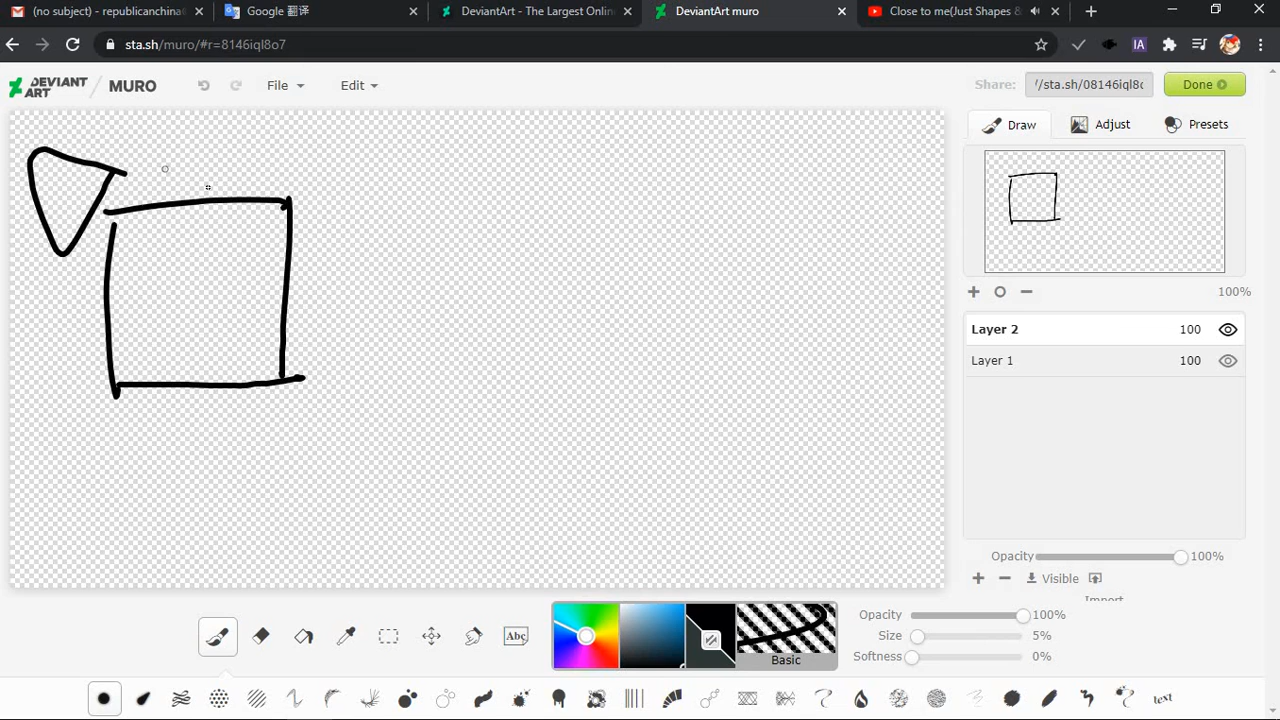 (no subject) - republicanchina
Google 翻译
DeviantArt - The Largest Onlin
DeviantArt muro
Close to me(Just Shapes &
sta.sh/muro/#r=8146iql8o7
IA
DEVIANT ART / MURO
File
Edit
Share:
//sta.sh/08146iql8c
Done
Draw
Adjust
Presets
100%
Layer 2 100
Layer 1 100
Opacity 100%
Visible
Import
Abc
Basic
Opacity 100%
Size 5%
Softness 0%
text